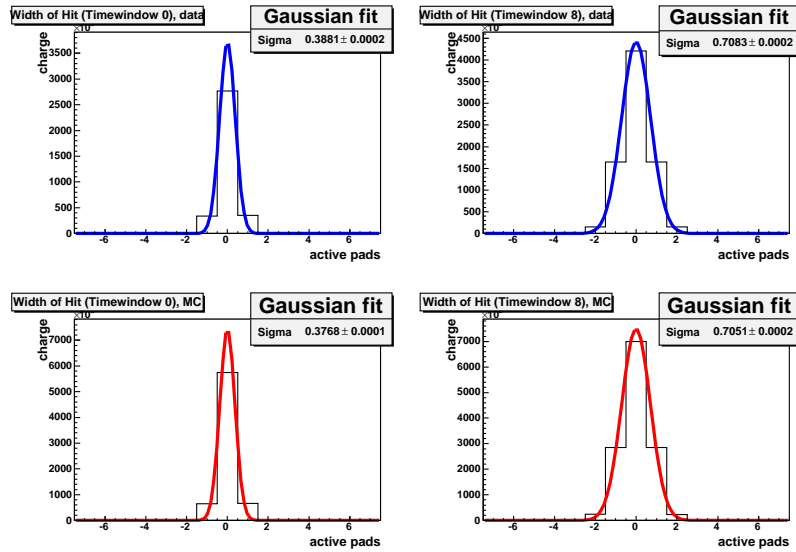 Width of Hit (Timewindow 0), data
Gaussian fit
Sigma 0.3881 ± 0.0002
charge
3500
3000
2500
2000
1500
1000
500
0
-6 -4 -2 0 2 4 6
active pads
Width of Hit (Timewindow 8), data
Gaussian fit
Sigma 0.7083 ± 0.0002
charge
4500
4000
3500
3000
2500
2000
1500
1000
500
0
-6 -4 -2 0 2 4 6
active pads
Width of Hit (Timewindow 0), MC
Gaussian fit
Sigma 0.3768 ± 0.0001
charge
7000
6000
5000
4000
3000
2000
1000
0
-6 -4 -2 0 2 4 6
active pads
Width of Hit (Timewindow 8), MC
Gaussian fit
Sigma 0.7051 ± 0.0002
charge
7000
6000
5000
4000
3000
2000
1000
0
-6 -4 -2 0 2 4 6
active pads